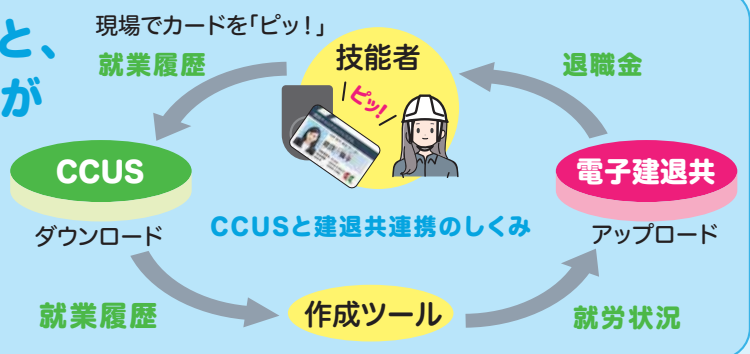 と、
が
現場でカードを「ピッ！」
就業履歴
技能者
ピッ!
退職金
CCUS
電子建退共
ダウンロード
CCUSと建退共連携のしくみ
アップロード
就業履歴
作成ツール
就労状況